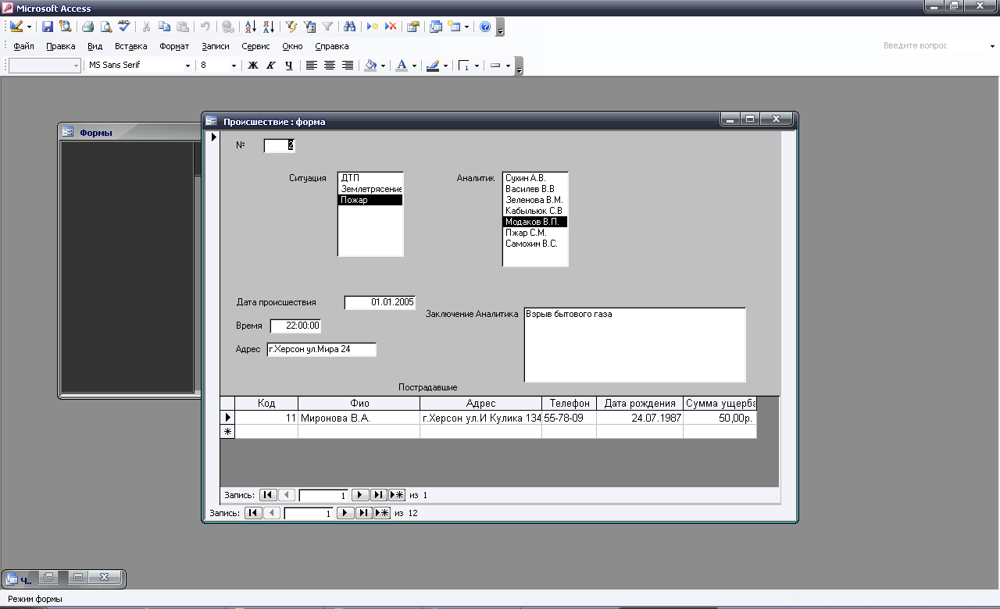 Microsoft Access
Файл Правка Вид Вставка Формат Записи Сервис Окно Справка Введите вопрос
MS Sans Serif 8 Ж К Ч
Формы
Происшествие : форма
№ 2
Ситуация ДТП Аналитик Сухин А.В.
Землетрясение Василев В.В
Пожар Зеленова В.М.
Кабыльюк С.В
Модаков В.П.
Пжар С.М.
Самохин В.С.
Дата происшествия 01.01.2005
Заключение Аналитика Взрыв бытового газа
Время 22:00:00
Адрес г.Херсон ул.Мира 24
Пострадавшие
Код Фио Адрес Телефон Дата рождения Сумма ущерба
11 Миронова В.А. г.Херсон ул.И Кулика 134 55-78-09 24.07.1987 50,00р.
Запись: 1 из 1
Запись: 1 из 12
Ч..
Режим формы